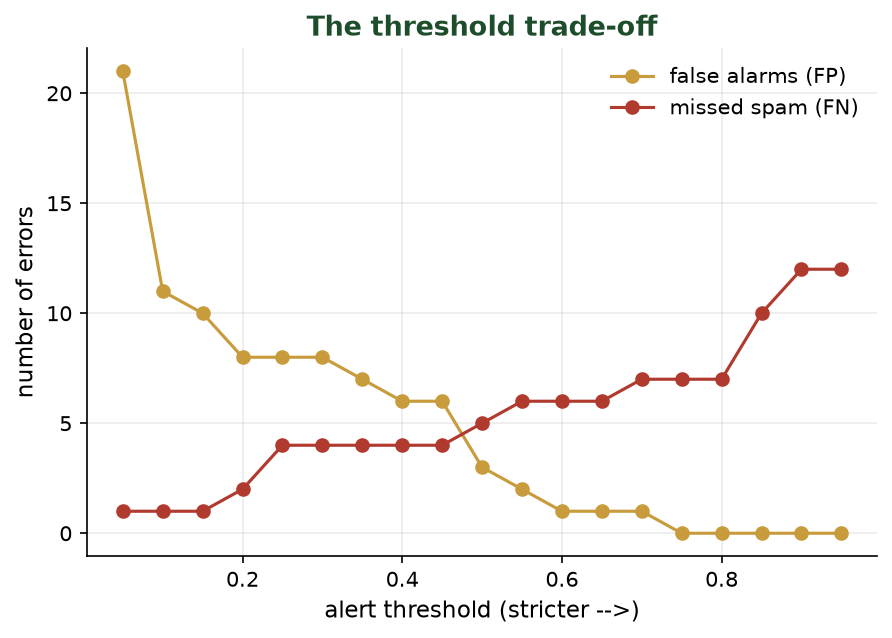 The threshold trade-off
false alarms (FP)
missed spam (FN)
number of errors
20
15
10
5
0
0.2 0.4 0.6 0.8
alert threshold (stricter -->)